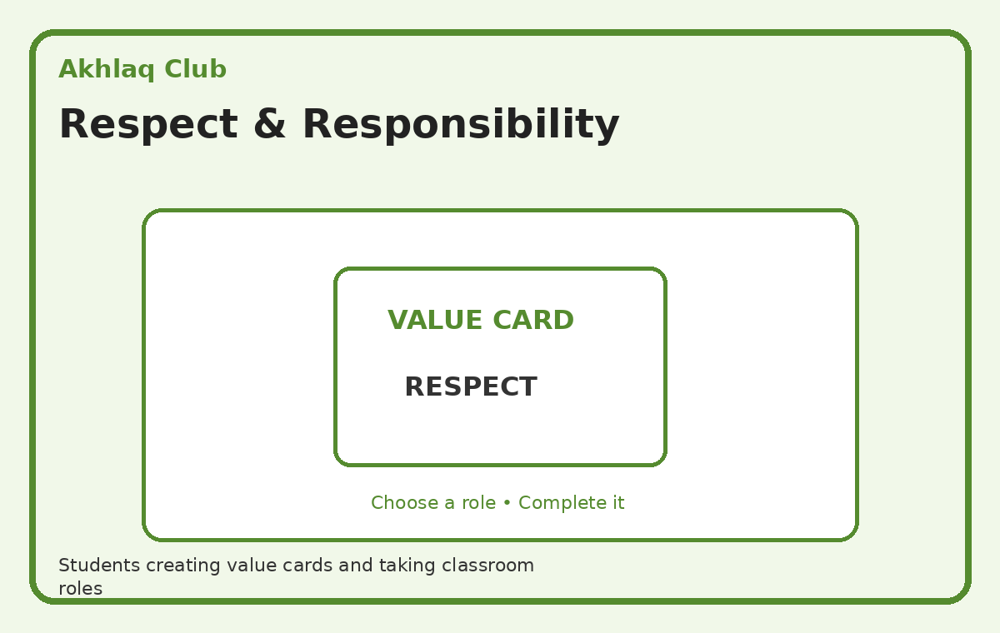 Akhlaq Club
Respect & Responsibility
VALUE CARD
RESPECT
Choose a role • Complete it
Students creating value cards and taking classroom
roles